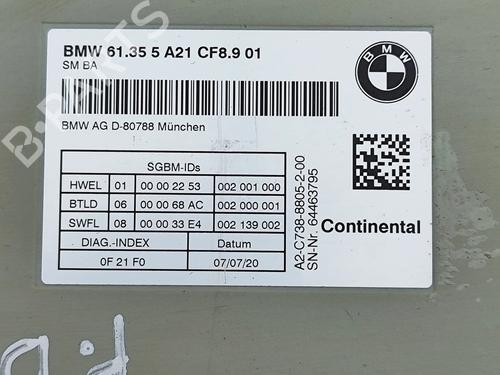 BMW 61.35 5 A21 CF8.9 01
SM BA
BMW
BMW AG D-80788 München
SGBM-IDs
HWEL 01 00 00 22 53 002 001 000
BTLD 06 00 00 68 AC 002 000 001
SWFL 08 00 00 33 E4 002 139 002
DIAG.-INDEX Datum
0F 21 F0 07/07/20
A2-C738-8805-2-00
SN-Nr. 64463795
Continental
B-PARTS